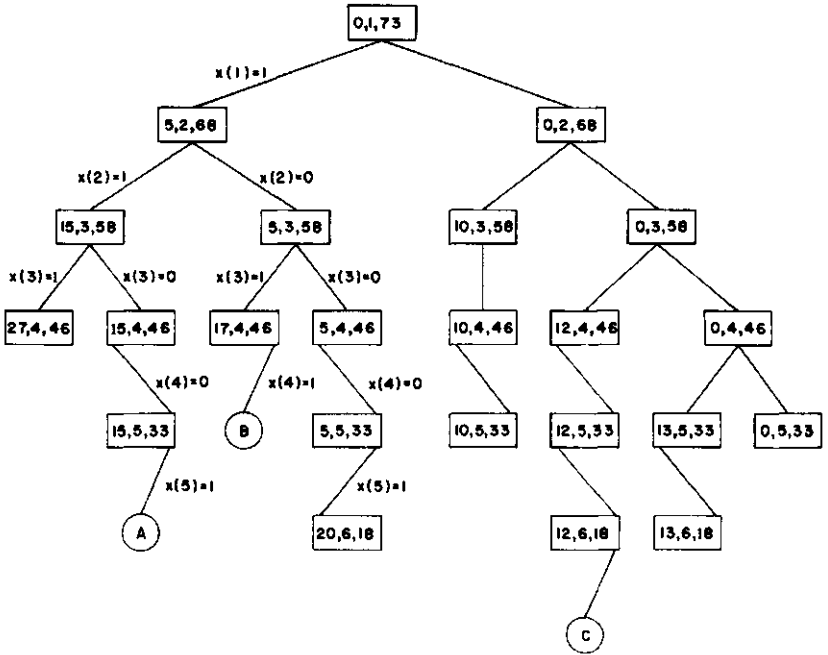 0,1,73
x(1)=1
5,2,68
0,2,68
x(2)=1
x(2)=0
15,3,58
5,3,58
10,3,58
0,3,58
x(3)=1
x(3)=0
x(3)=1
x(3)=0
27,4,46
15,4,46
17,4,46
5,4,46
10,4,46
12,4,46
0,4,46
x(4)=0
x(4)=1
x(4)=0
15,5,33
B
5,5,33
10,5,33
12,5,33
13,5,33
0,5,33
x(5)=1
x(5)=1
A
20,6,18
12,6,18
13,6,18
C